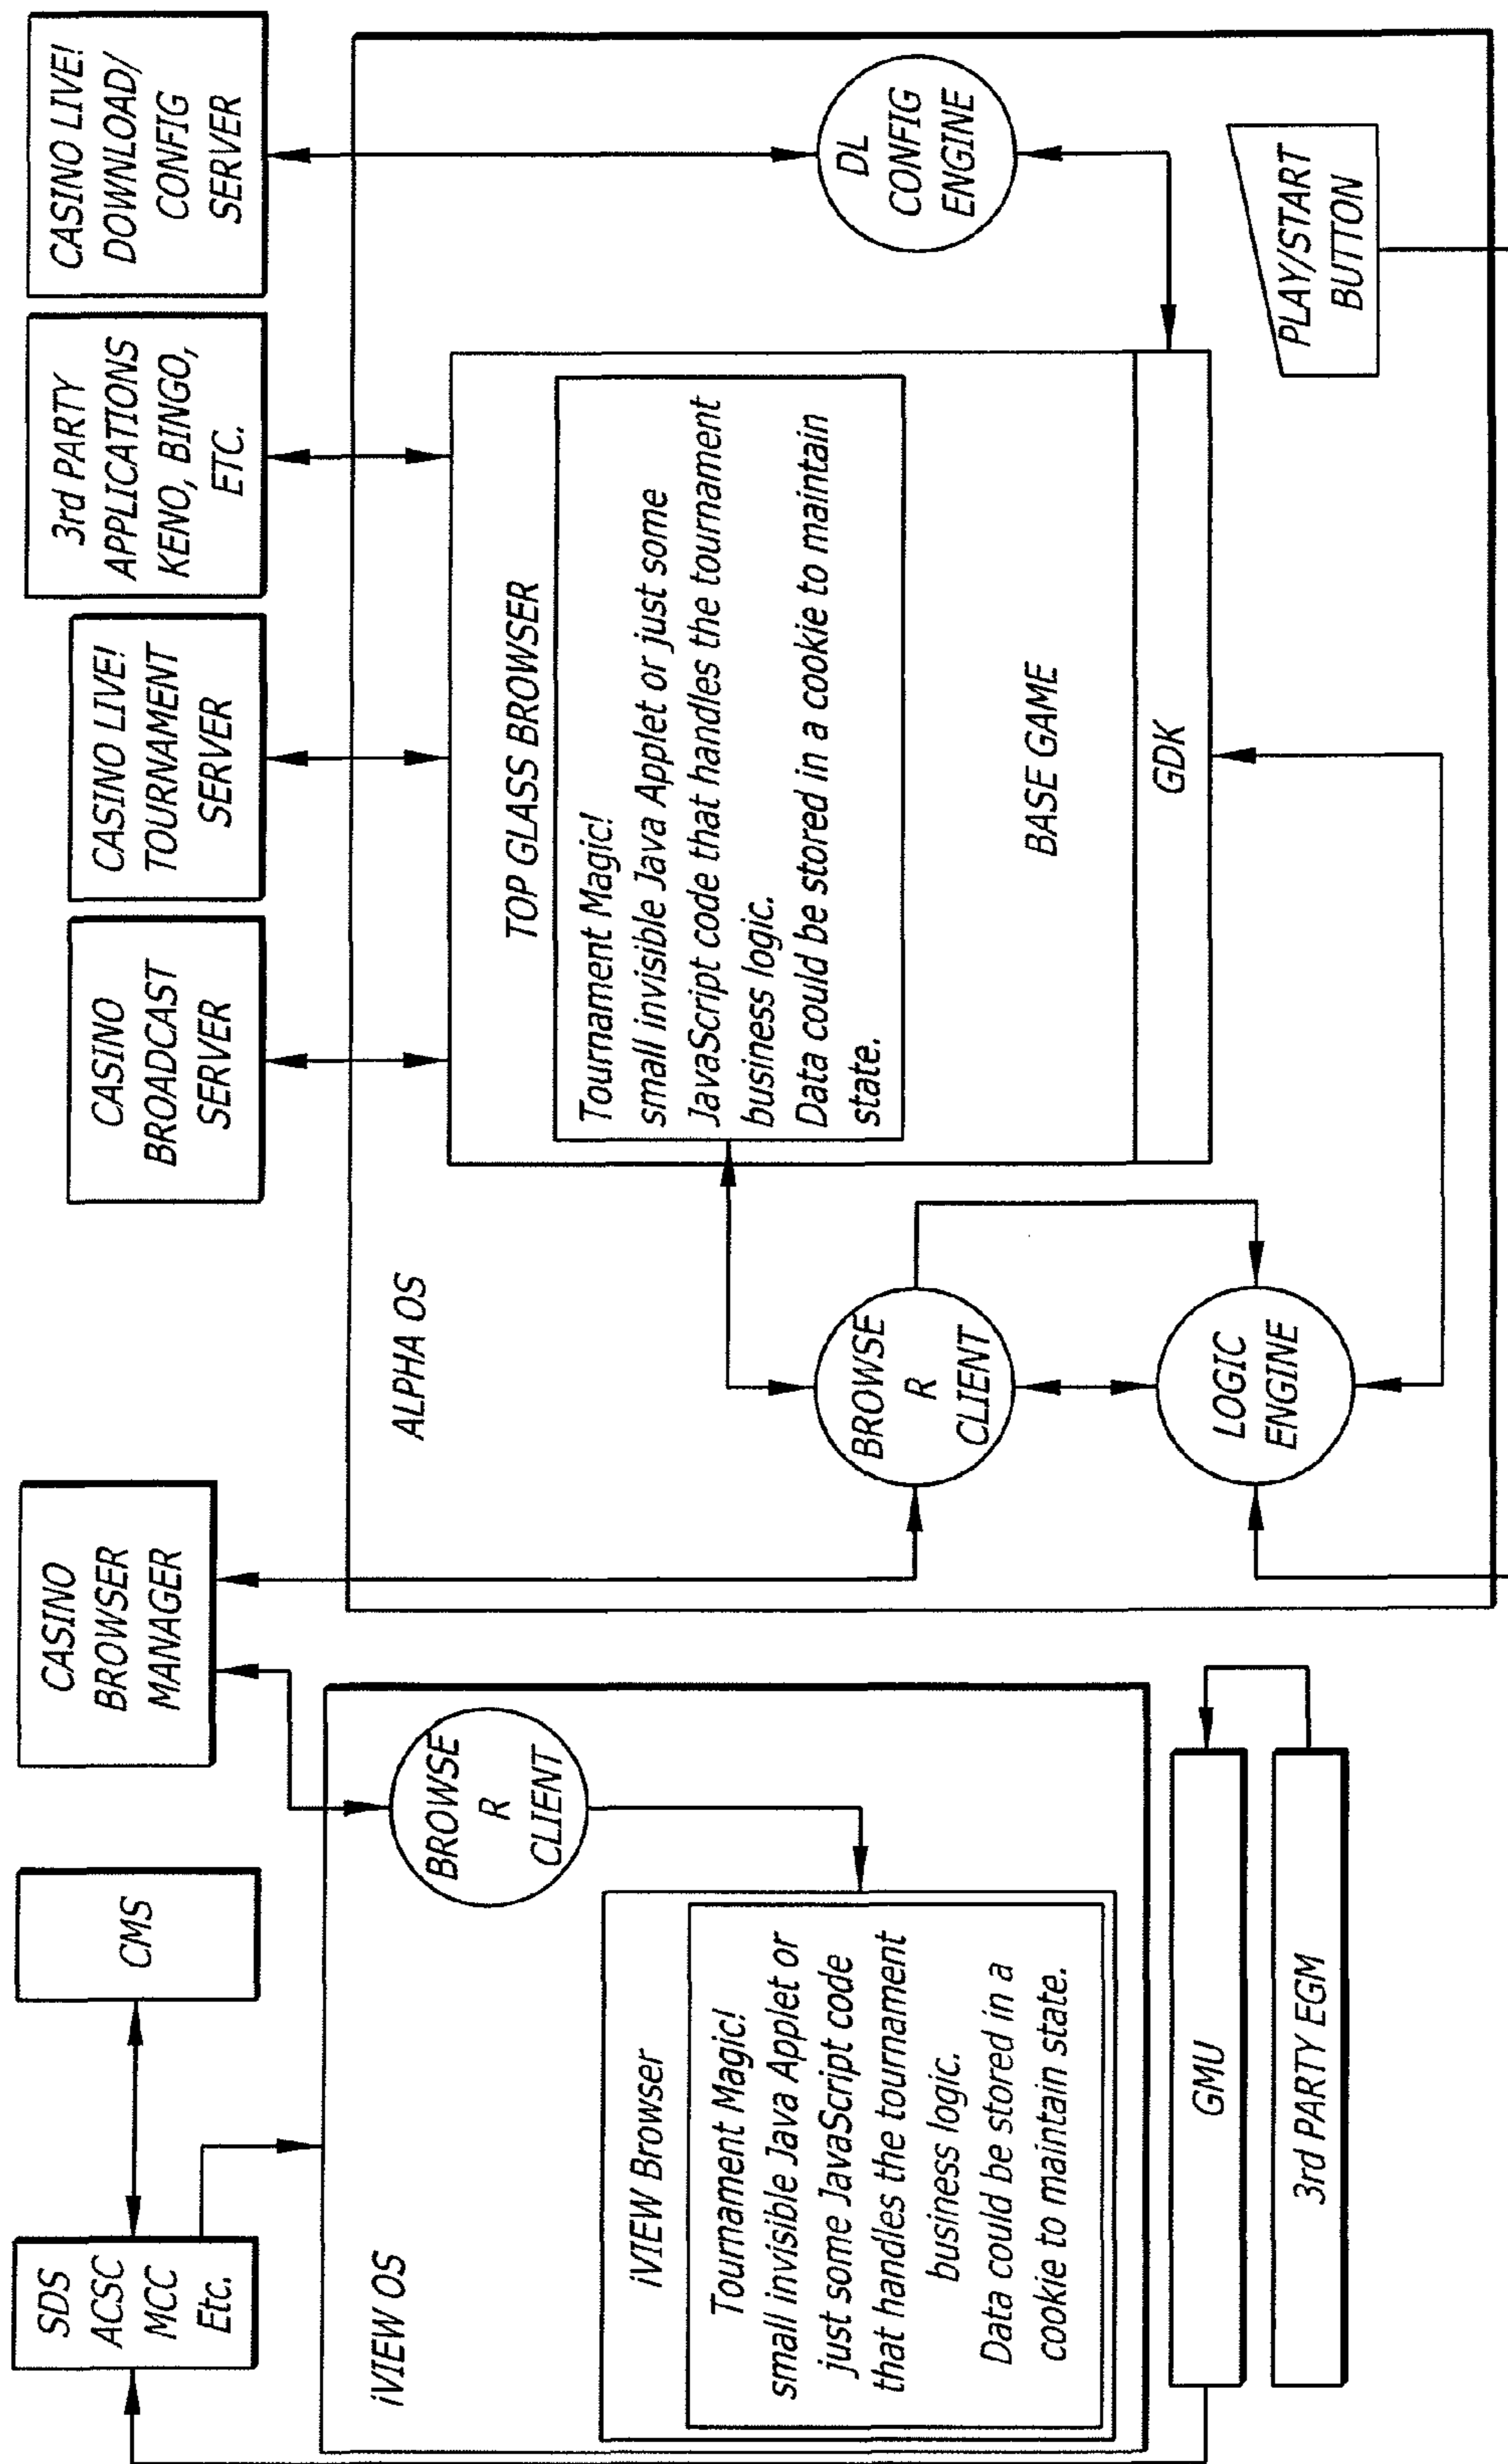 SDS
ACSC
MCC
Etc.
CMS
CASINO
BROWSER
MANAGER
CASINO
BROADCAST
SERVER
CASINO LIVE!
TOURNAMENT
SERVER
3rd PARTY
APPLICATIONS
KENO, BINGO,
ETC.
CASINO LIVE!
DOWNLOAD/
CONFIG
SERVER
iVIEW OS
BROWSE
R
CLIENT
iVIEW Browser
Tournament Magic!
small invisible Java Applet or
just some JavaScript code
that handles the tournament
business logic.
Data could be stored in a
cookie to maintain state.
GMU
3rd PARTY EGM
ALPHA OS
TOP GLASS BROWSER
Tournament Magic!
small invisible Java Applet or just some
JavaScript code that handles the tournament
business logic.
Data could be stored in a cookie to maintain
state.
BASE GAME
GDK
BROWSE
R
CLIENT
LOGIC
ENGINE
DL
CONFIG
ENGINE
PLAY/START
BUTTON